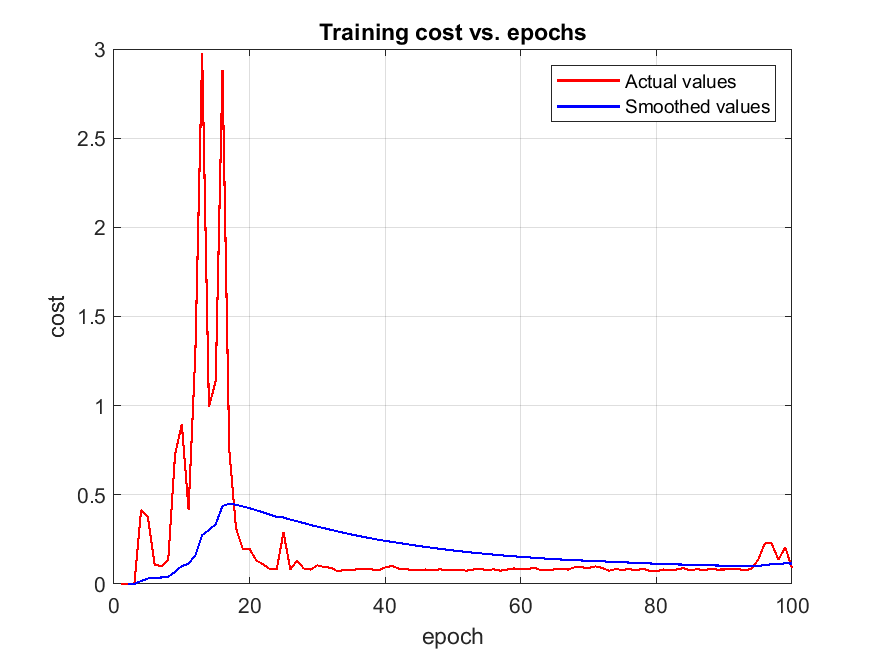 Training cost vs. epochs
Actual values
Smoothed values
cost
3
2.5
2
1.5
1
0.5
0
0 20 40 60 80 100
epoch